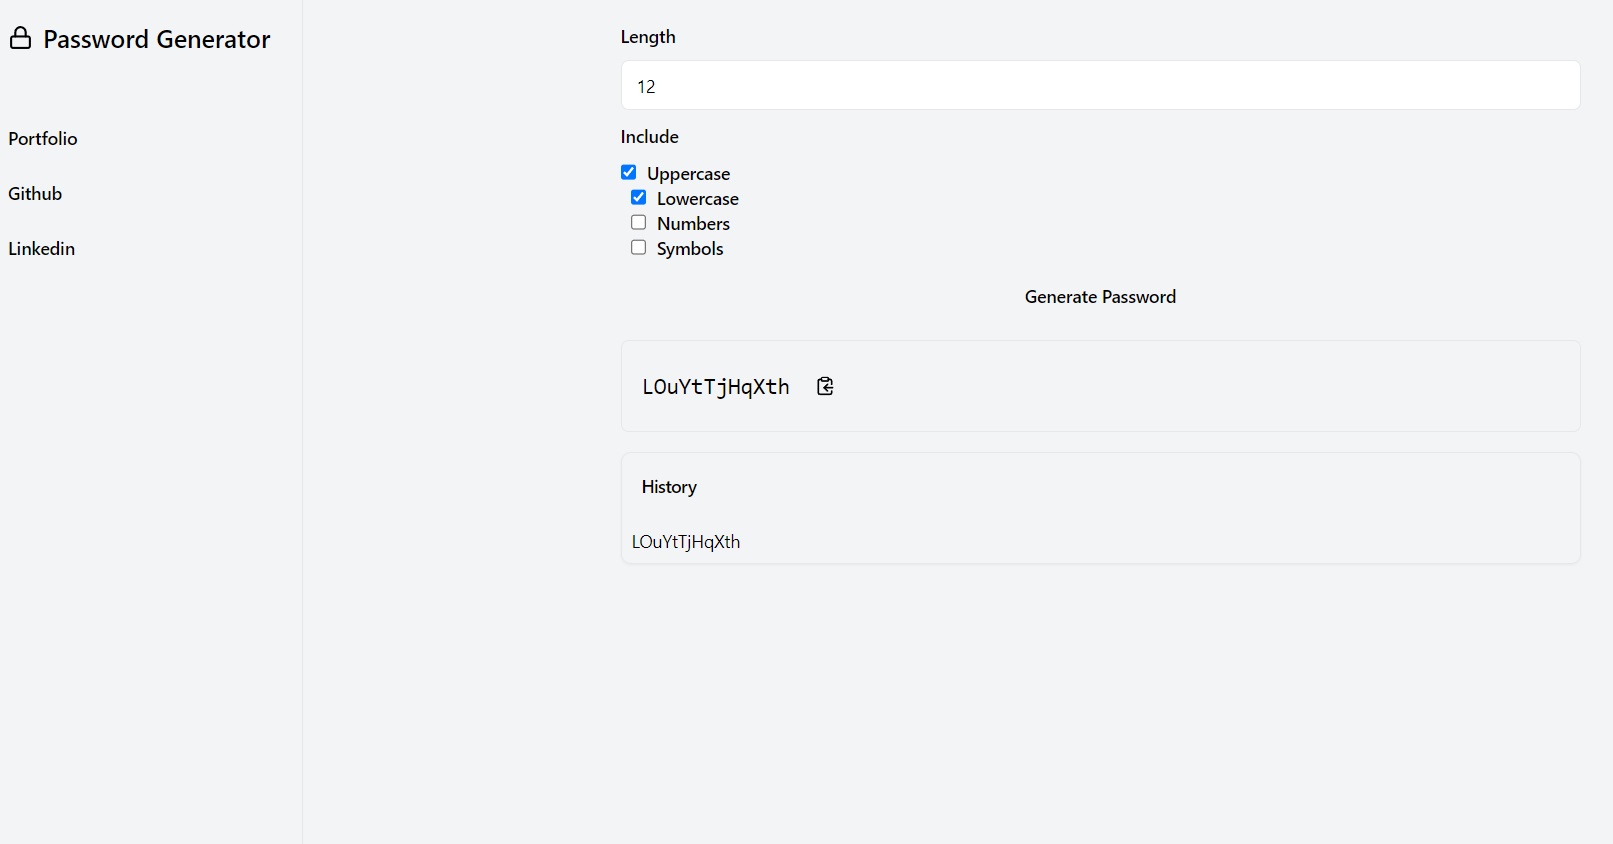 Password Generator
Portfolio
Github
Linkedin
Length
12
Include
Uppercase
Lowercase
Numbers
Symbols
Generate Password
LOuYtTjHqXth
History
LOuYtTjHqXth